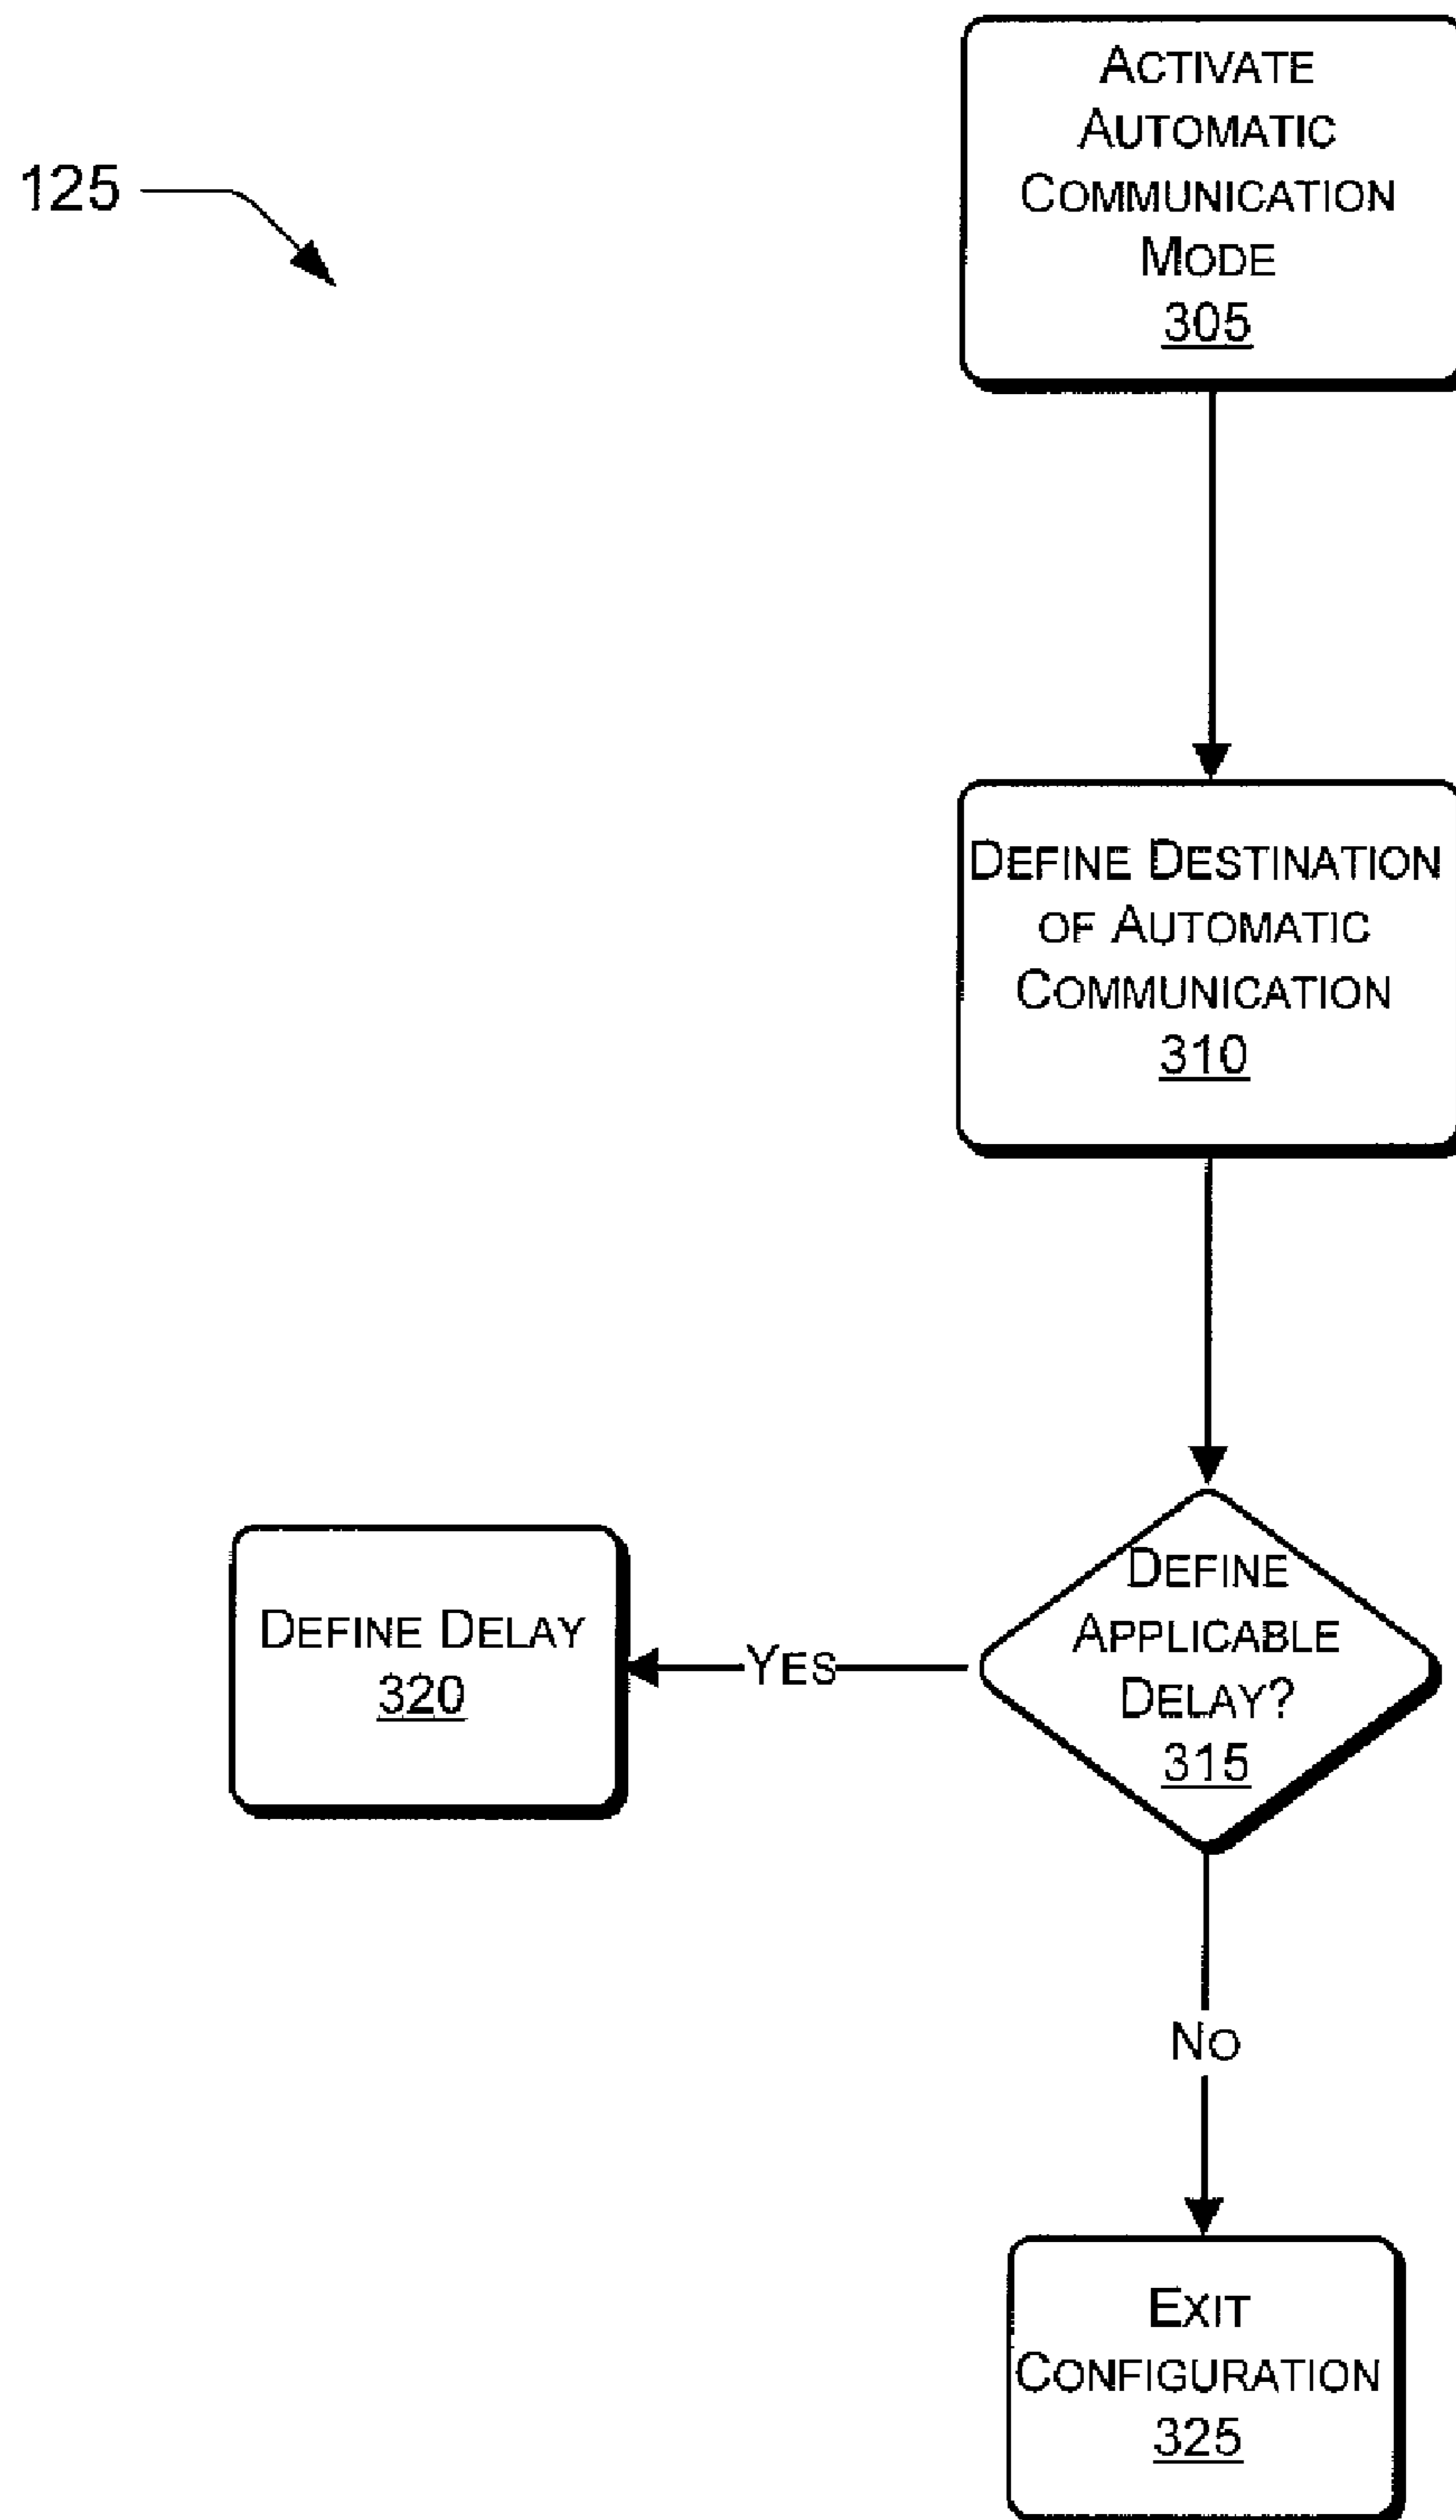 125
ACTIVATE
AUTOMATIC
COMMUNICATION
MODE
305
DEFINE DESTINATION
OF AUTOMATIC
COMMUNICATION
310
DEFINE
APPLICABLE
DELAY?
315
YES
DEFINE DELAY
320
NO
EXIT
CONFIGURATION
325